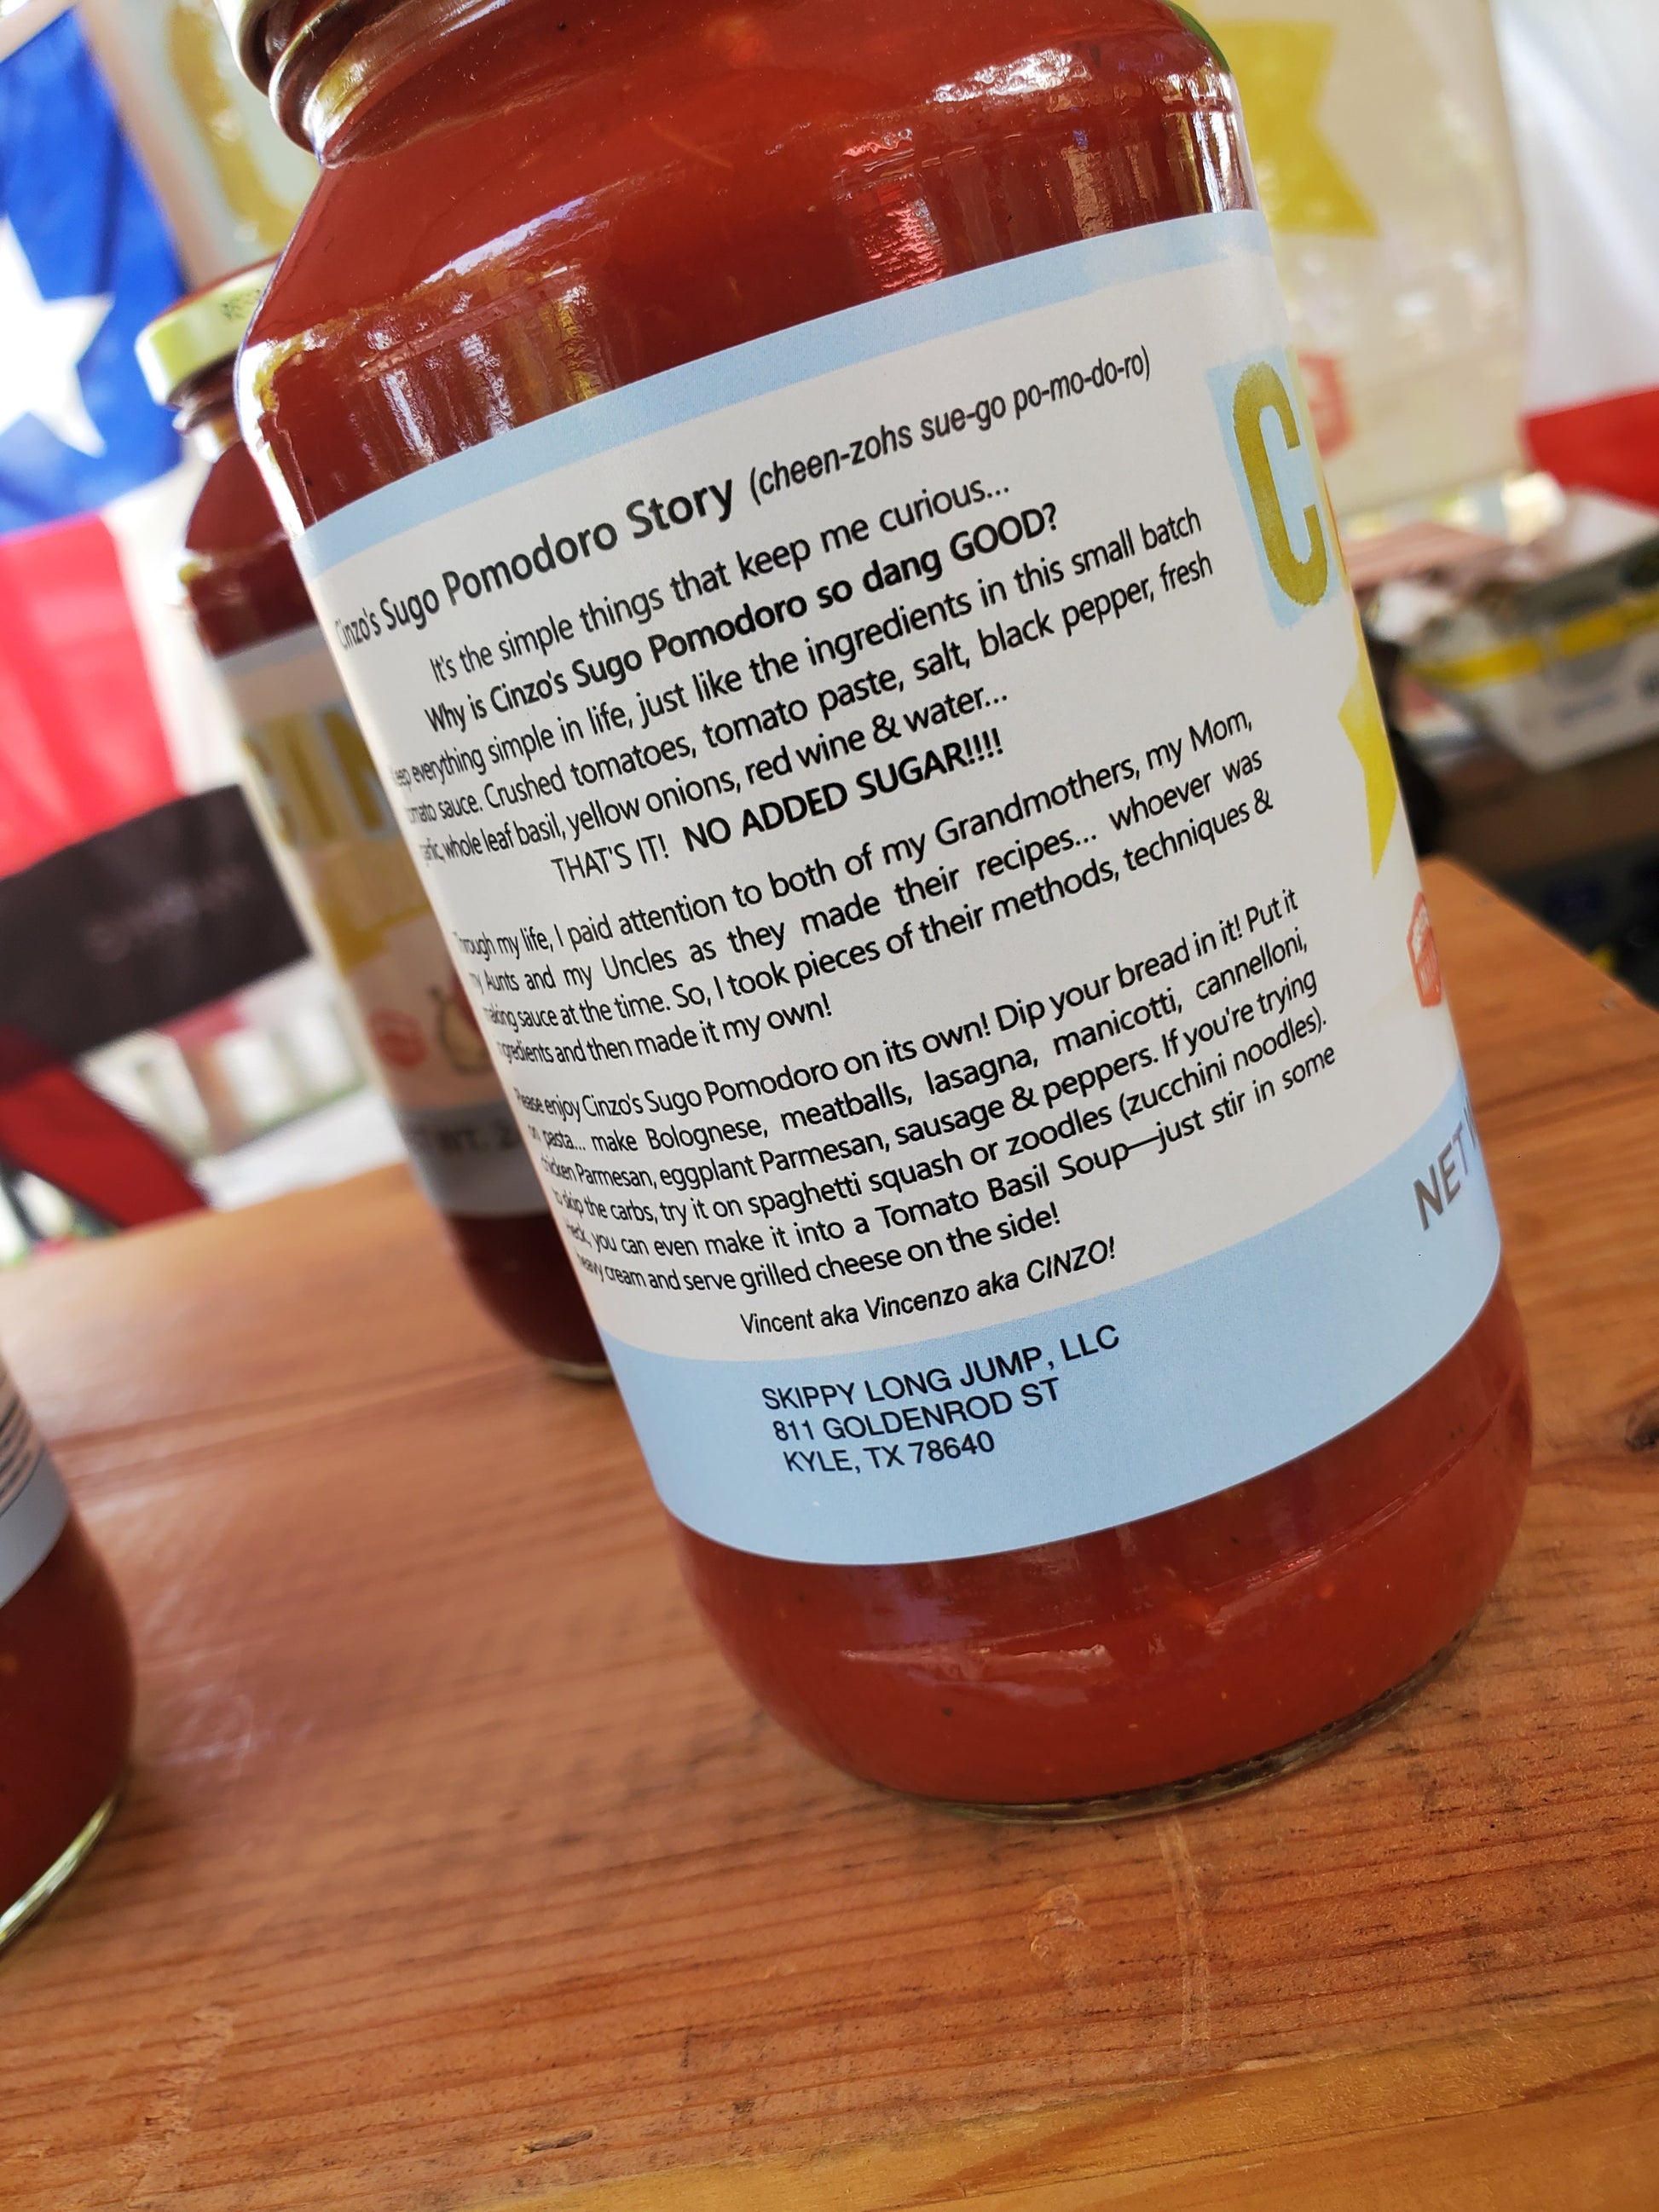 Cinzo's Sugo Pomodoro Story (cheen-zohs sue-go po-mo-do-ro)
It's the simple things that keep me curious...
Why is Cinzo's Sugo Pomodoro so dang GOOD?
everything simple in life, just like the ingredients in this small batch
sauce. Crushed tomatoes, tomato paste, salt, black pepper, fresh
whole leaf basil, yellow onions, red wine & water...
THAT'S IT! NO ADDED SUGAR!!!!
Through my life, I paid attention to both of my Grandmothers, my Mom,
my Aunts and my Uncles as they made their recipes... whoever was
making sauce at the time. So, I took pieces of their methods, techniques &
ingredients and then made it my own!
Please enjoy Cinzo's Sugo Pomodoro on its own! Dip your bread in it! Put it
on pasta... make Bolognese, meatballs, lasagna, manicotti, cannelloni,
chicken Parmesan, eggplant Parmesan, sausage & peppers. If you're trying
to skip the carbs, try it on spaghetti squash or zoodles (zucchini noodles).
Heck, you can even make it into a Tomato Basil Soup—just stir in some
heavy cream and serve grilled cheese on the side!
Vincent aka Vincenzo aka CINZO!
SKIPPY LONG JUMP, LLC
811 GOLDENROD ST
KYLE, TX 78640
C
NET
CIN
WT. 2